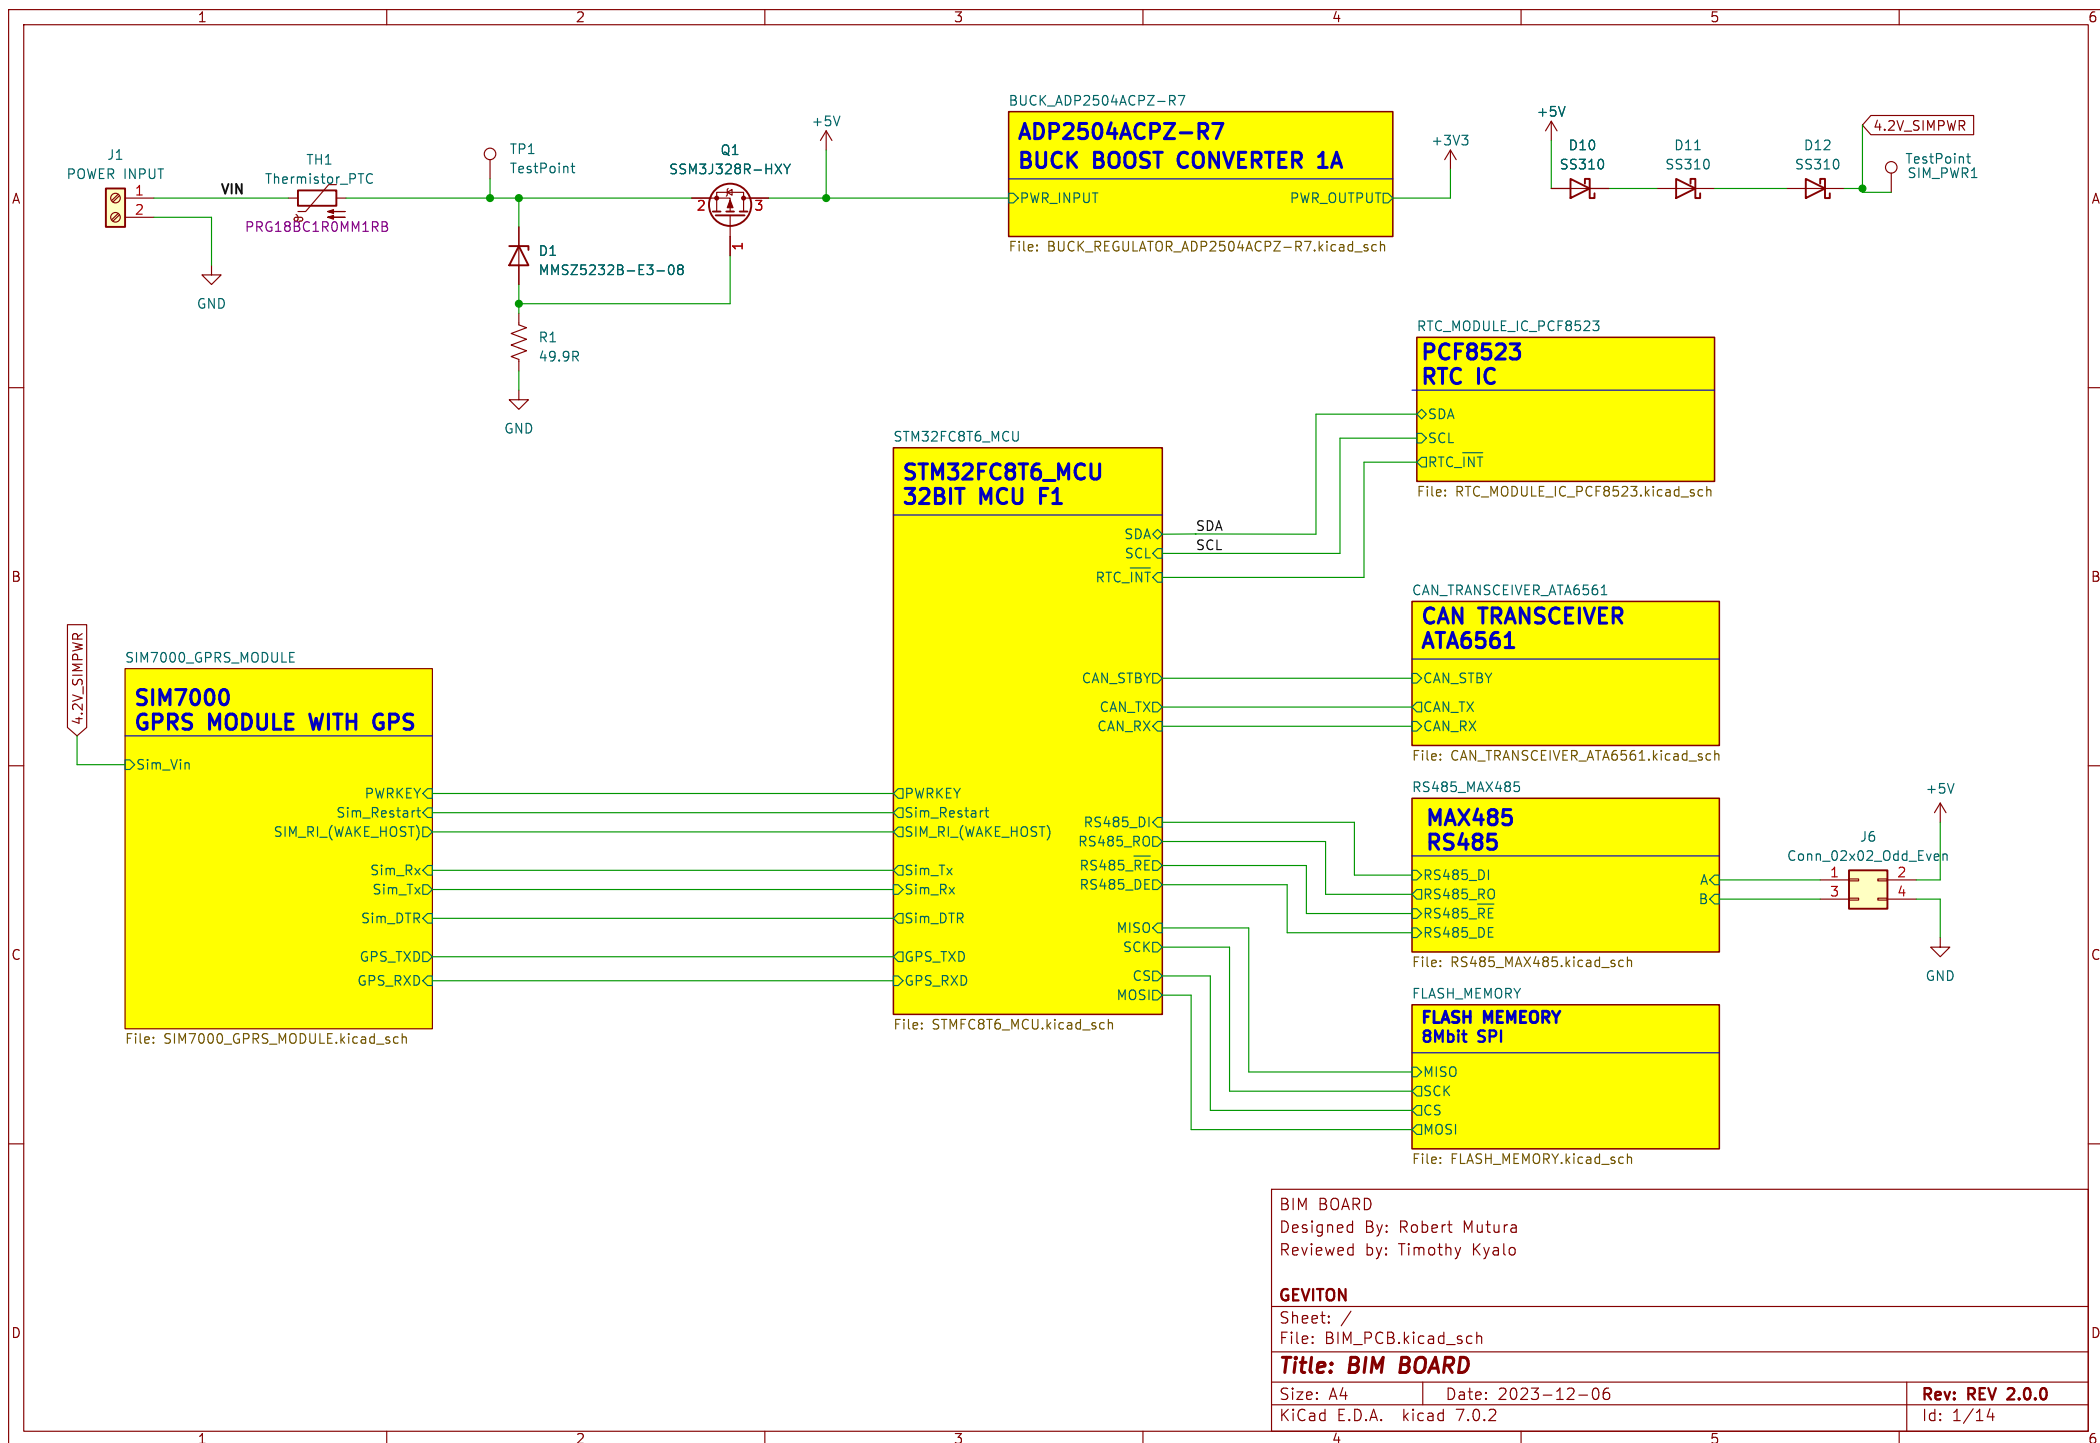 1 2 3 4 5 6
A
B
C
D
A
B
C
D
J1
POWER INPUT
1
2
VIN
GND
TH1
Thermistor_PTC
PRG18BC1R0MM1RB
TP1
TestPoint
D1
MMSZ5232B-E3-08
R1
49.9R
GND
Q1
SSM3J328R-HXY
2
3
1
+5V
BUCK_ADP2504ACPZ-R7
ADP2504ACPZ-R7
BUCK BOOST CONVERTER 1A
PWR_INPUT
PWR_OUTPUT
File: BUCK_REGULATOR_ADP2504ACPZ-R7.kicad_sch
+3V3
+5V
D10
SS310
D11
SS310
D12
SS310
4.2V_SIMPWR
TestPoint
SIM_PWR1
RTC_MODULE_IC_PCF8523
PCF8523
RTC IC
SDA
SCL
RTC_INT
File: RTC_MODULE_IC_PCF8523.kicad_sch
STM32FC8T6_MCU
STM32FC8T6_MCU
32BIT MCU F1
SDA
SCL
RTC_INT
CAN_STBY
CAN_TX
CAN_RX
PWRKEY
Sim_Restart
SIM_RI_(WAKE_HOST)
Sim_Tx
Sim_Rx
Sim_DTR
GPS_TXD
GPS_RXD
RS485_DI
RS485_RO
RS485_RE
RS485_DE
MISO
SCK
CS
MOSI
File: STMFC8T6_MCU.kicad_sch
SDA
SCL
CAN_TRANSCEIVER_ATA6561
CAN TRANSCEIVER
ATA6561
CAN_STBY
CAN_TX
CAN_RX
File: CAN_TRANSCEIVER_ATA6561.kicad_sch
4.2V_SIMPWR
SIM7000_GPRS_MODULE
SIM7000
GPRS MODULE WITH GPS
Sim_Vin
PWRKEY
Sim_Restart
SIM_RI_(WAKE_HOST)
Sim_Rx
Sim_Tx
Sim_DTR
GPS_TXD
GPS_RXD
File: SIM7000_GPRS_MODULE.kicad_sch
RS485_MAX485
MAX485
RS485
RS485_DI
RS485_RO
RS485_RE
RS485_DE
A
B
File: RS485_MAX485.kicad_sch
+5V
J6
Conn_02x02_Odd_Even
1 2
3 4
GND
FLASH_MEMORY
FLASH MEMEORY
8Mbit SPI
MISO
SCK
CS
MOSI
File: FLASH_MEMORY.kicad_sch
BIM BOARD
Designed By: Robert Mutura
Reviewed by: Timothy Kyalo
GEVITON
Sheet: /
File: BIM_PCB.kicad_sch
Title: BIM BOARD
Size: A4 Date: 2023-12-06 Rev: REV 2.0.0
KiCad E.D.A. kicad 7.0.2 Id: 1/14
1 2 3 4 5 6